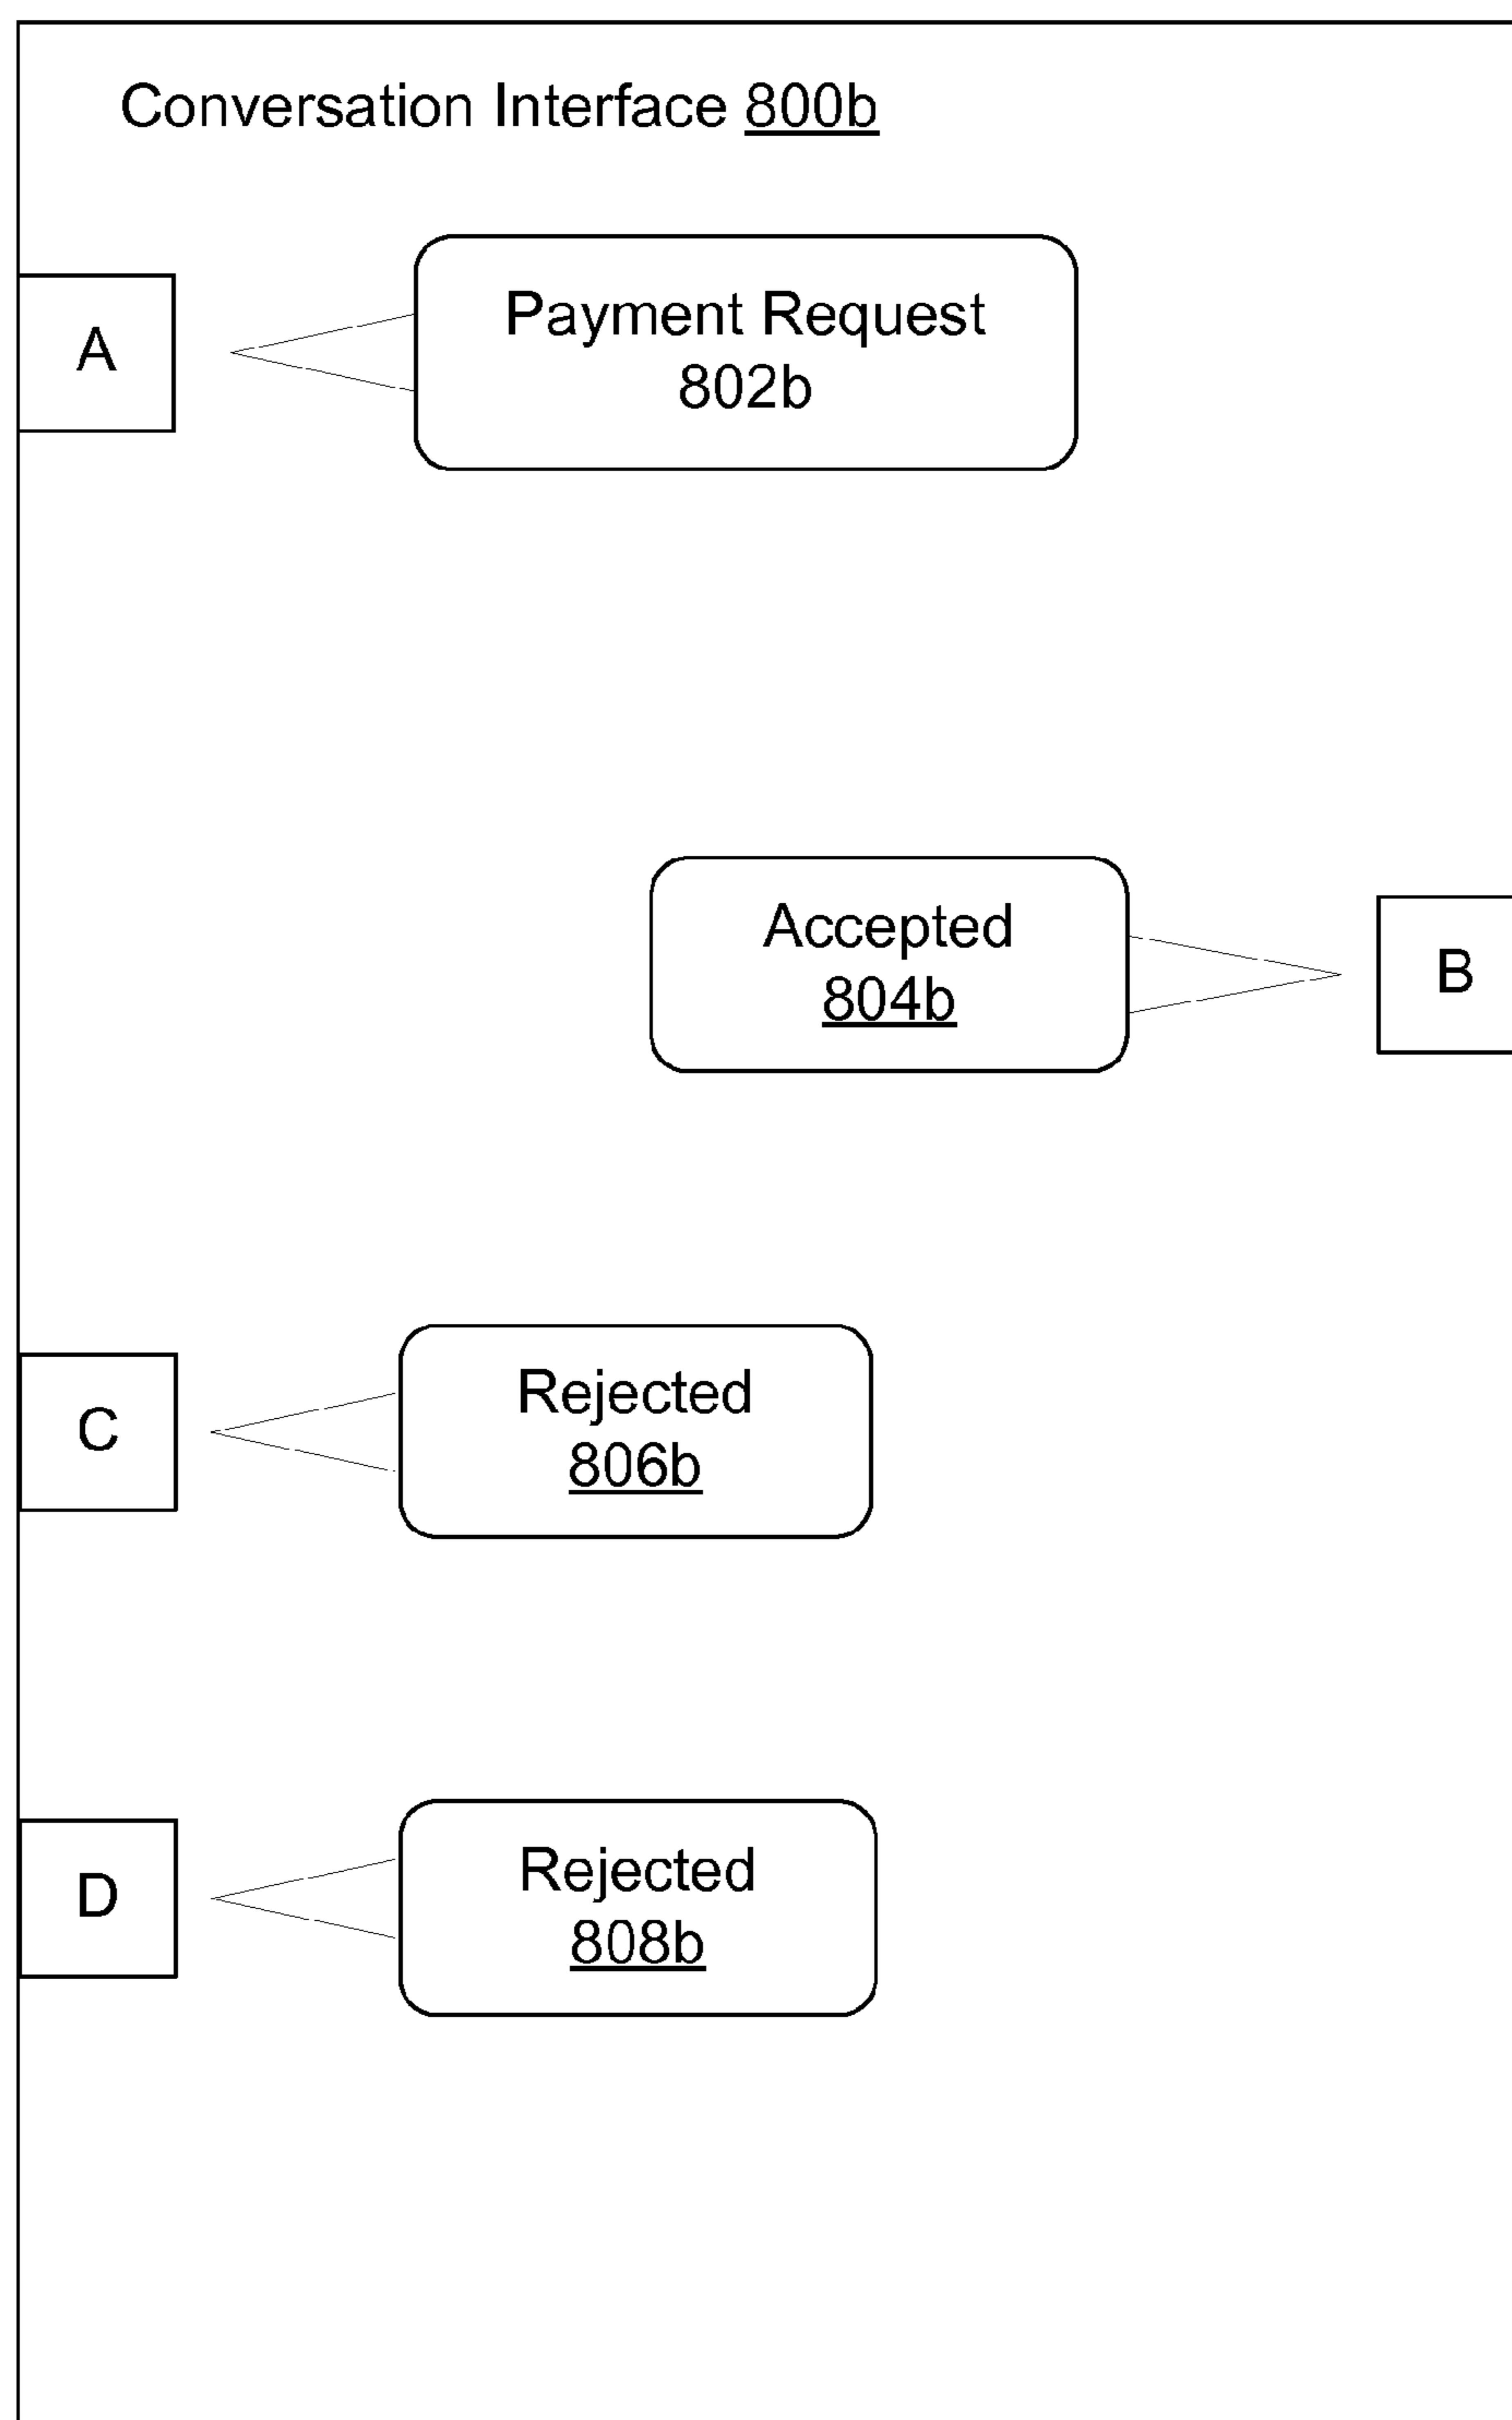 Conversation Interface 800b
A
Payment Request
802b
Accepted
804b
B
C
Rejected
806b
D
Rejected
808b